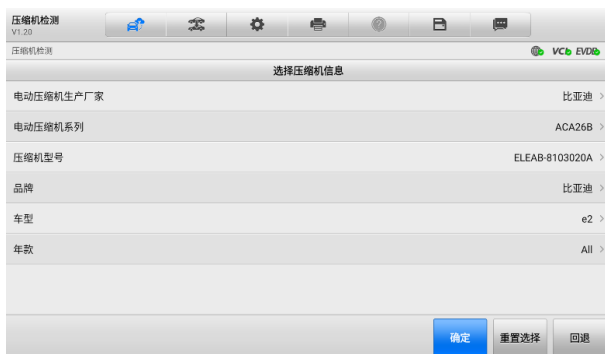 压缩机检测
V1.20
压缩机检测
VCI EVDB
选择压缩机信息
电动压缩机生产厂家 比亚迪
电动压缩机系列 ACA26B
压缩机型号 ELEAB-8103020A
品牌 比亚迪
车型 e2
年款 All
确定 重置选择 回退